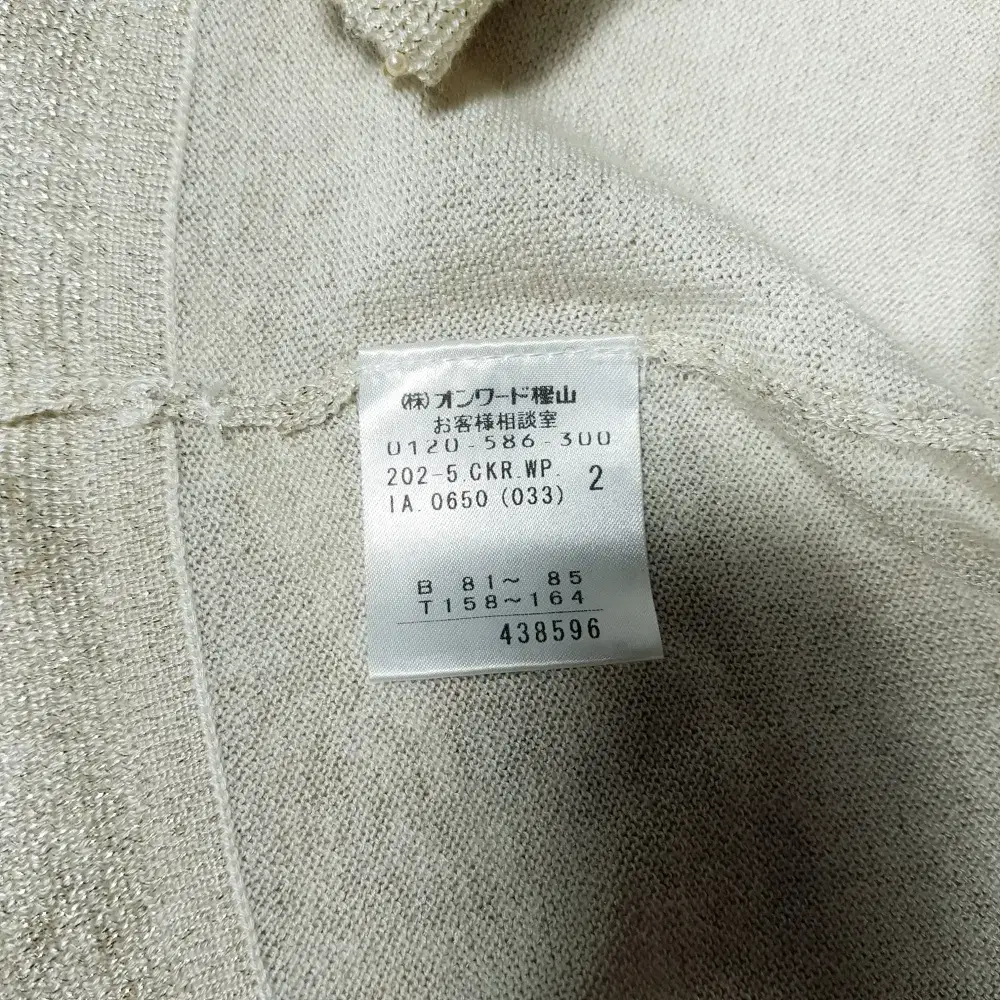 (株)オンワード樫山
お客様相談室
0120-586-300
202-5.CKR.WP.
IA.0650(033) 2
B 81～ 85
T158～164
438596